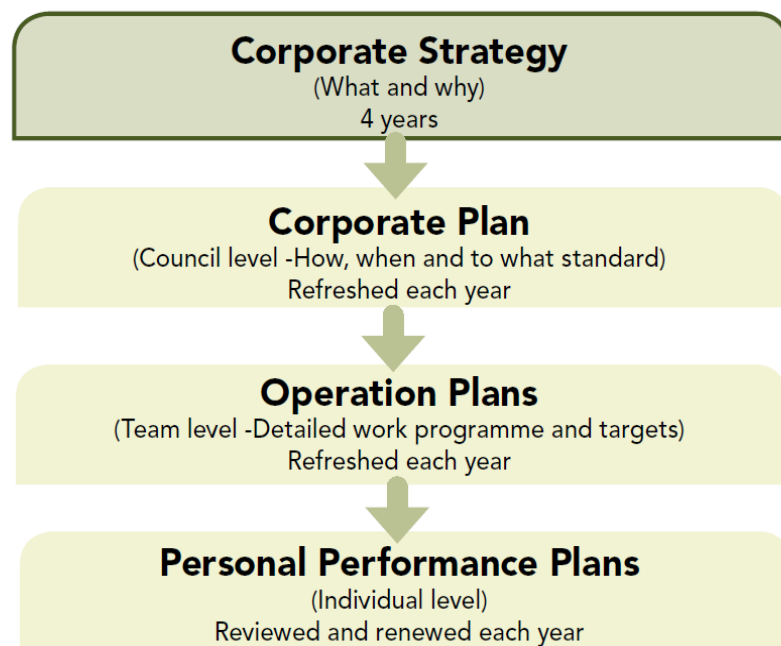 Corporate Strategy
(What and why)
4 years
Corporate Plan
(Council level -How, when and to what standard)
Refreshed each year
Operation Plans
(Team level -Detailed work programme and targets)
Refreshed each year
Personal Performance Plans
(Individual level)
Reviewed and renewed each year